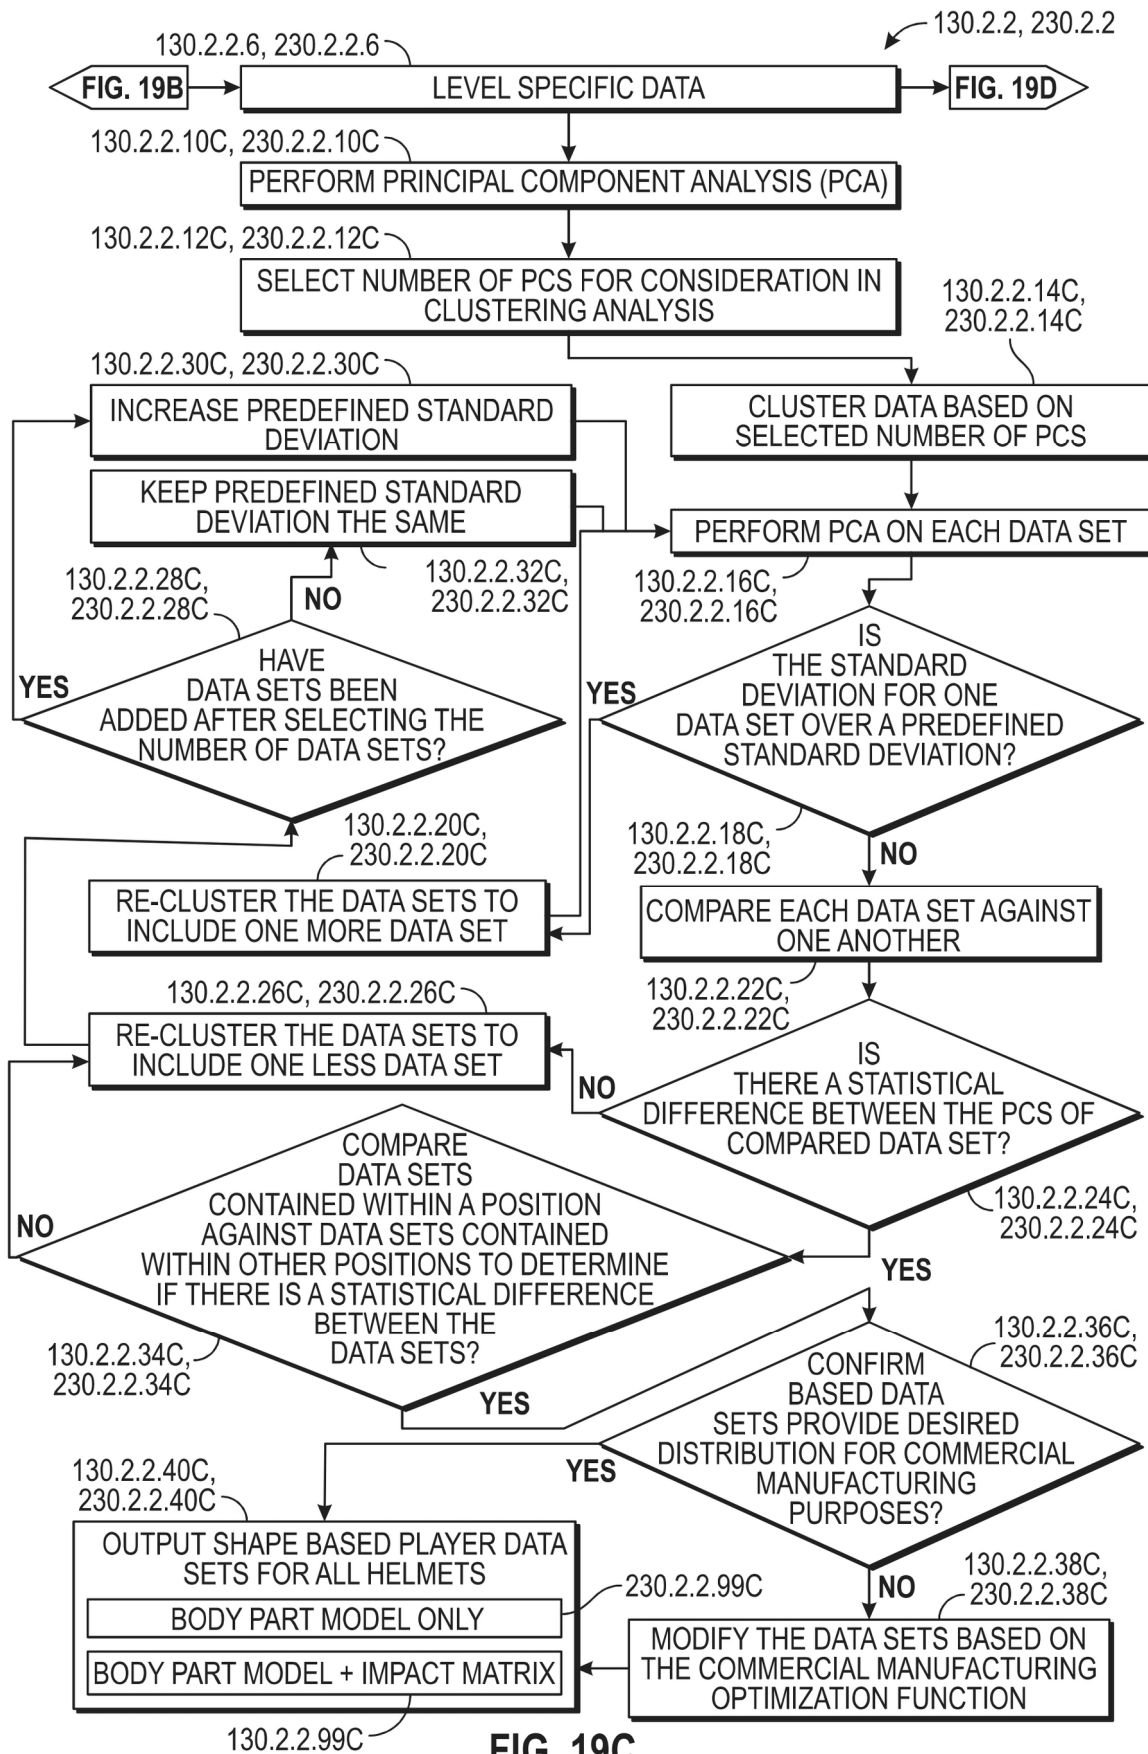 130.2.2, 230.2.2
130.2.2.6, 230.2.2.6
FIG. 19B
LEVEL SPECIFIC DATA
FIG. 19D
130.2.2.10C, 230.2.2.10C
PERFORM PRINCIPAL COMPONENT ANALYSIS (PCA)
130.2.2.12C, 230.2.2.12C
SELECT NUMBER OF PCS FOR CONSIDERATION IN
CLUSTERING ANALYSIS
130.2.2.14C,
230.2.2.14C
130.2.2.30C, 230.2.2.30C
INCREASE PREDEFINED STANDARD
DEVIATION
CLUSTER DATA BASED ON
SELECTED NUMBER OF PCS
KEEP PREDEFINED STANDARD
DEVIATION THE SAME
PERFORM PCA ON EACH DATA SET
130.2.2.28C,
230.2.2.28C
NO
130.2.2.32C,
230.2.2.32C
130.2.2.16C,
230.2.2.16C
HAVE
DATA SETS BEEN
ADDED AFTER SELECTING THE
NUMBER OF DATA SETS?
YES
IS
THE STANDARD
DEVIATION FOR ONE
DATA SET OVER A PREDEFINED
STANDARD DEVIATION?
YES
130.2.2.20C,
230.2.2.20C
130.2.2.18C,
230.2.2.18C
NO
RE-CLUSTER THE DATA SETS TO
INCLUDE ONE MORE DATA SET
COMPARE EACH DATA SET AGAINST
ONE ANOTHER
130.2.2.26C, 230.2.2.26C
130.2.2.22C,
230.2.2.22C
RE-CLUSTER THE DATA SETS TO
INCLUDE ONE LESS DATA SET
NO
IS
THERE A STATISTICAL
DIFFERENCE BETWEEN THE PCS OF
COMPARED DATA SET?
COMPARE
DATA SETS
CONTAINED WITHIN A POSITION
AGAINST DATA SETS CONTAINED
WITHIN OTHER POSITIONS TO DETERMINE
IF THERE IS A STATISTICAL DIFFERENCE
BETWEEN THE
DATA SETS?
NO
130.2.2.24C,
230.2.2.24C
YES
130.2.2.34C,
230.2.2.34C
YES
130.2.2.36C,
230.2.2.36C
CONFIRM
BASED DATA
SETS PROVIDE DESIRED
DISTRIBUTION FOR COMMERCIAL
MANUFACTURING
PURPOSES?
YES
130.2.2.40C,
230.2.2.40C
OUTPUT SHAPE BASED PLAYER DATA
SETS FOR ALL HELMETS
BODY PART MODEL ONLY
230.2.2.99C
BODY PART MODEL + IMPACT MATRIX
130.2.2.99C
NO
130.2.2.38C,
230.2.2.38C
MODIFY THE DATA SETS BASED ON
THE COMMERCIAL MANUFACTURING
OPTIMIZATION FUNCTION
FIG. 19C